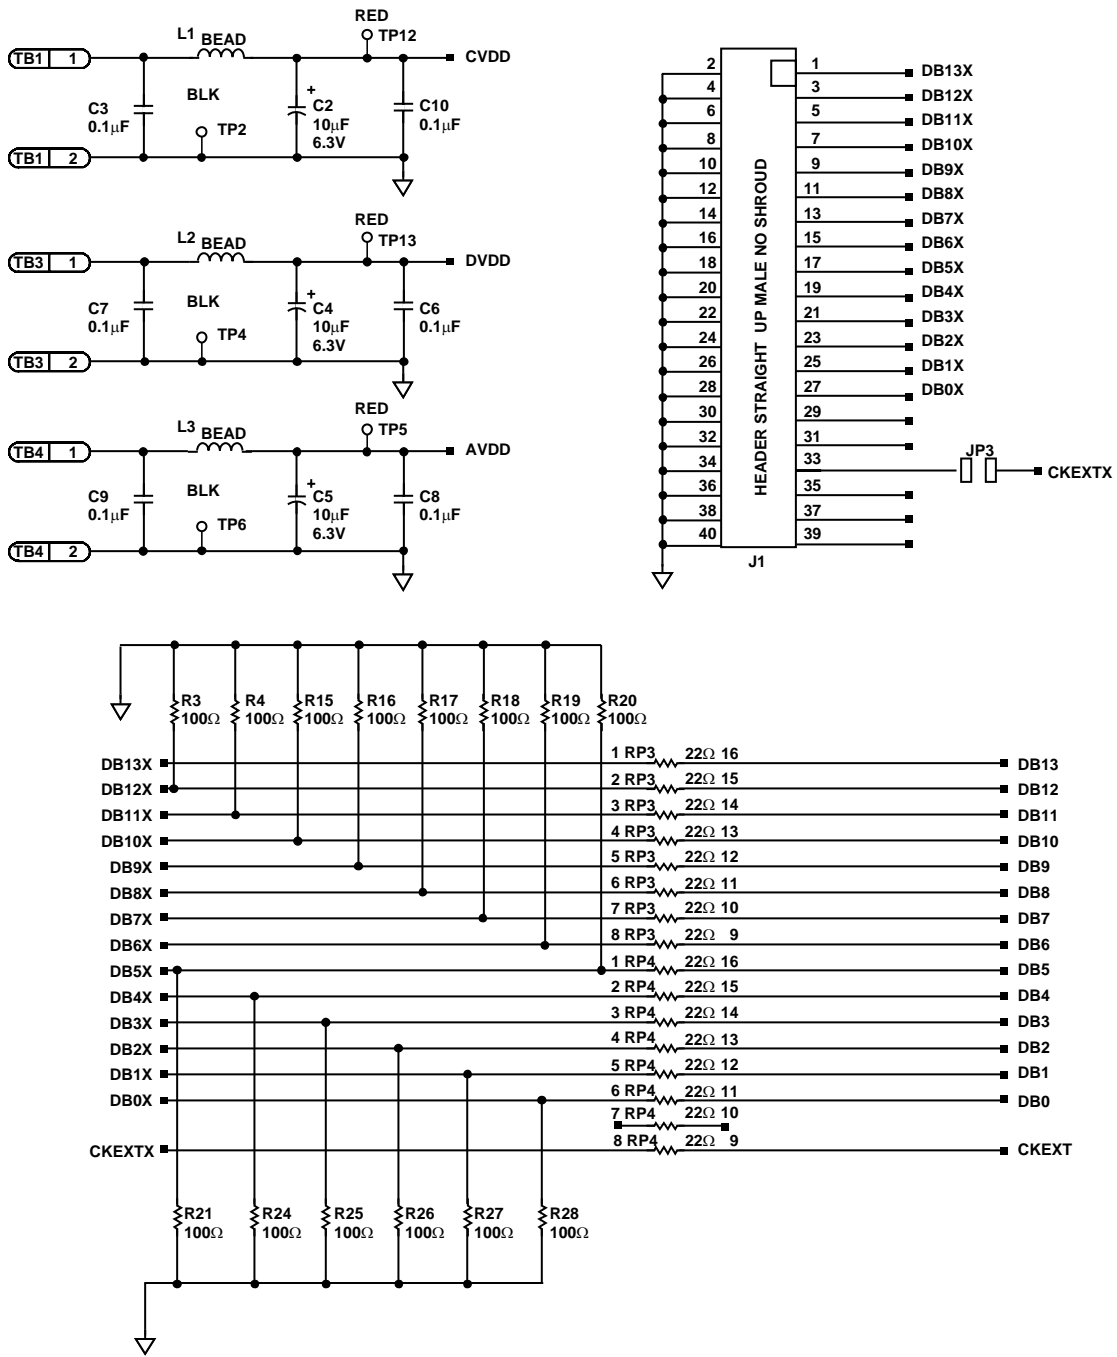 RED
L1 BEAD TP12
TB1 1 CVDD
C3
0.1µF
BLK
TP2
+
C2
10µF
6.3V
C10
0.1µF
TB1 2
RED
L2 BEAD TP13
TB3 1 DVDD
C7
0.1µF
BLK
TP4
+
C4
10µF
6.3V
C6
0.1µF
TB3 2
RED
L3 BEAD TP5
TB4 1 AVDD
C9
0.1µF
BLK
TP6
+
C5
10µF
6.3V
C8
0.1µF
TB4 2
2 1 DB13X
4 3 DB12X
6 5 DB11X
8 7 DB10X
10 9 DB9X
12 11 DB8X
14 13 DB7X
16 15 DB6X
18 17 DB5X
20 19 DB4X
22 21 DB3X
24 23 DB2X
26 25 DB1X
28 27 DB0X
30 29
32 31
34 33 JP3 CKEXTX
36 35
38 37
40 39
HEADER STRAIGHT UP MALE NO SHROUD
J1
R3 R4 R15 R16 R17 R18 R19 R20
100Ω 100Ω 100Ω 100Ω 100Ω 100Ω 100Ω 100Ω
DB13X 1 RP3 22Ω 16 DB13
DB12X 2 RP3 22Ω 15 DB12
DB11X 3 RP3 22Ω 14 DB11
DB10X 4 RP3 22Ω 13 DB10
DB9X 5 RP3 22Ω 12 DB9
DB8X 6 RP3 22Ω 11 DB8
DB7X 7 RP3 22Ω 10 DB7
DB6X 8 RP3 22Ω 9 DB6
DB5X 1 RP4 22Ω 16 DB5
DB4X 2 RP4 22Ω 15 DB4
DB3X 3 RP4 22Ω 14 DB3
DB2X 4 RP4 22Ω 13 DB2
DB1X 5 RP4 22Ω 12 DB1
DB0X 6 RP4 22Ω 11 DB0
7 RP4 22Ω 10
CKEXTX 8 RP4 22Ω 9 CKEXT
R21 R24 R25 R26 R27 R28
100Ω 100Ω 100Ω 100Ω 100Ω 100Ω